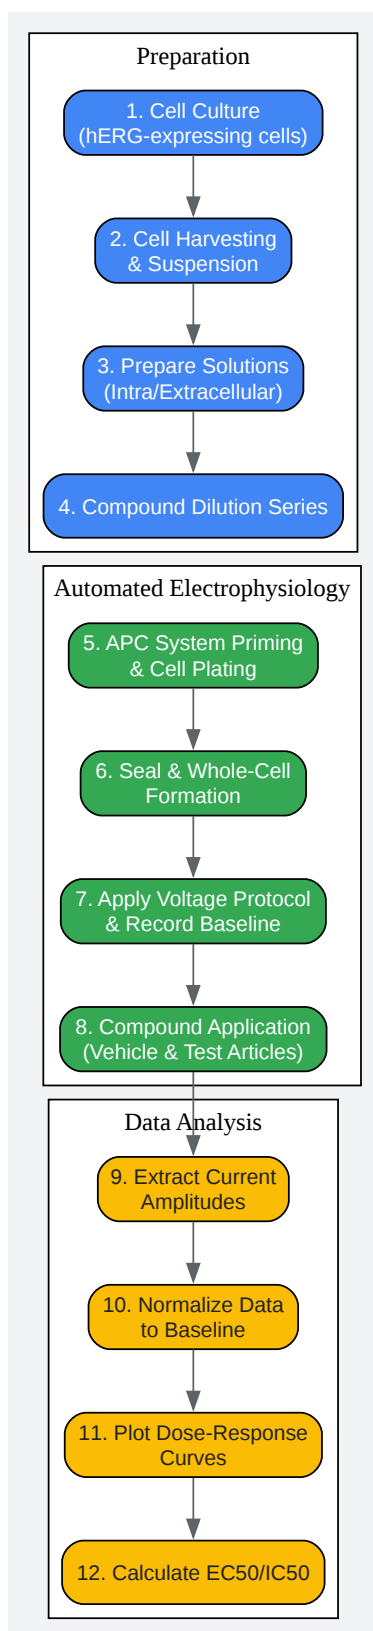 Preparation
1. Cell Culture
(hERG-expressing cells)
2. Cell Harvesting
& Suspension
3. Prepare Solutions
(Intra/Extracellular)
4. Compound Dilution Series
Automated Electrophysiology
5. APC System Priming
& Cell Plating
6. Seal & Whole-Cell
Formation
7. Apply Voltage Protocol
& Record Baseline
8. Compound Application
(Vehicle & Test Articles)
Data Analysis
9. Extract Current
Amplitudes
10. Normalize Data
to Baseline
11. Plot Dose-Response
Curves
12. Calculate EC50/IC50